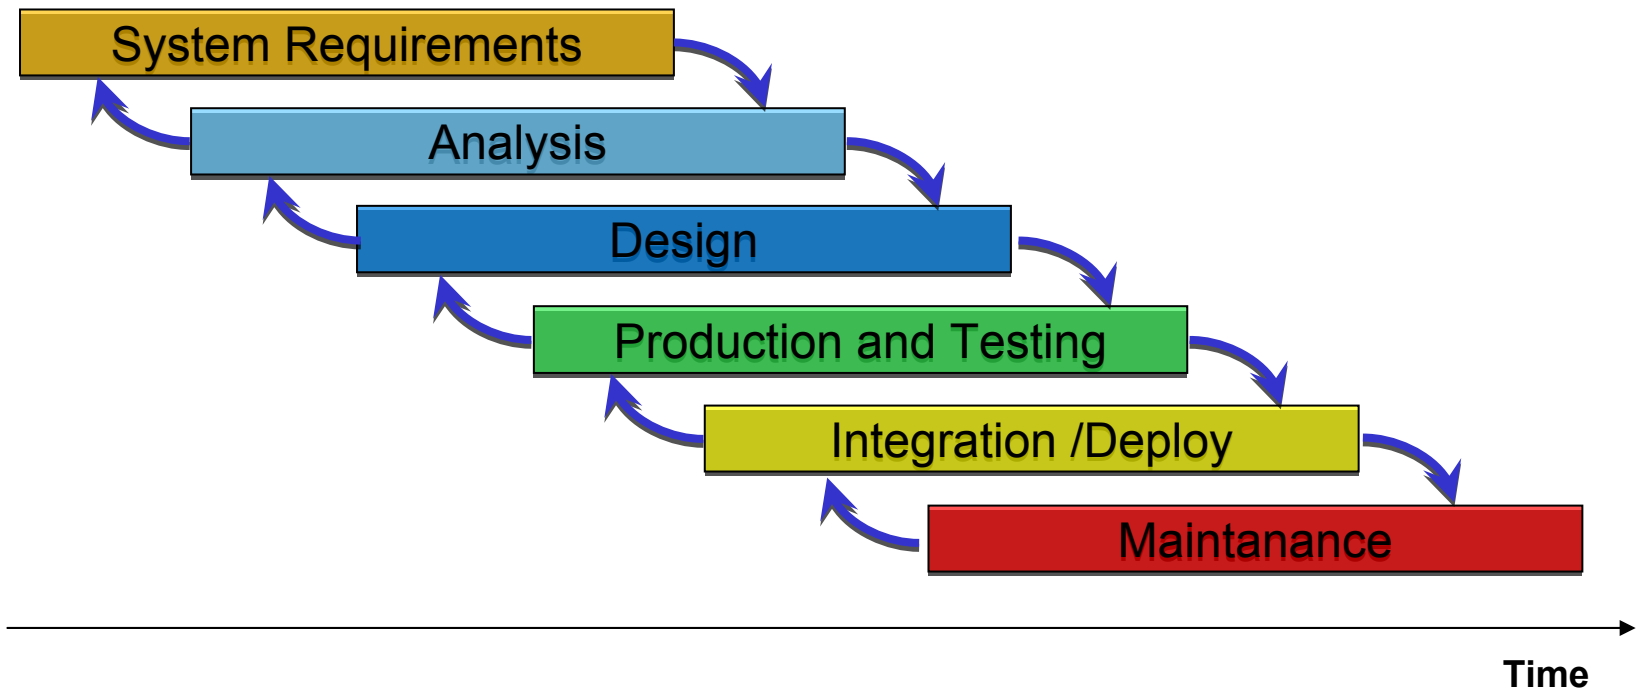 System Requirements
Analysis
Design
Production and Testing
Integration /Deploy
Maintanance
Time